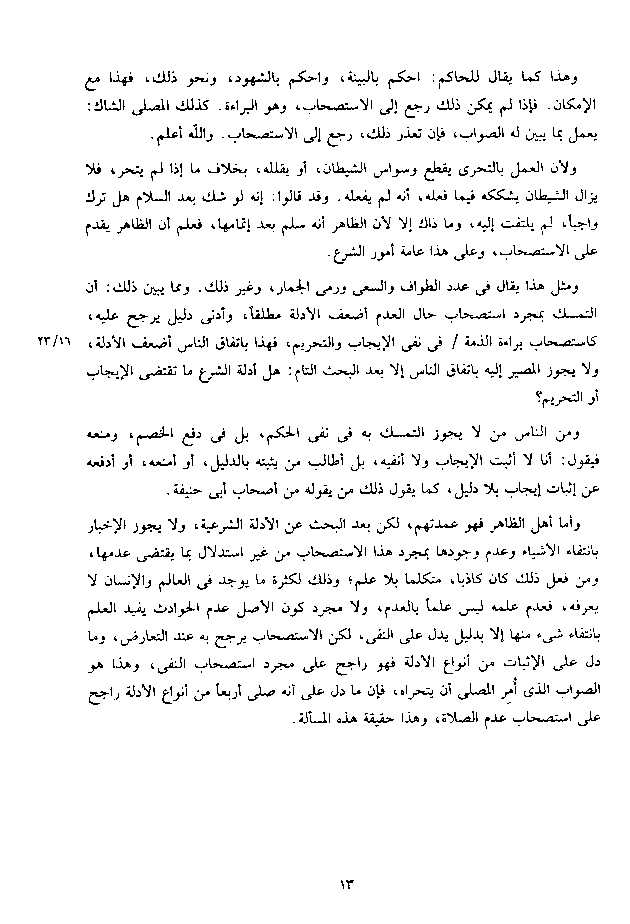 وهذا كما يقال للحاكم: احكم بالبينة، واحكم بالشهود، ونحو ذلك، فهذا مع
الإمكان. فإذا لم يمكن ذلك رجع إلى الاستصحاب، وهو البراءة. كذلك المصلى الشاك:
يعمل بما يبين له الصواب، فإن تعذر ذلك، رجع إلى الاستصحاب. والله أعلم.
ولأن العمل بالتحرى يقطع وسواس الشيطان، أو يقلله، بخلاف ما إذا لم يتحر، فلا
يزال الشيطان يشككه فيما فعله، أنه لم يفعله. وقد قالوا: إنه لو شك بعد السلام هل ترك
واجباً، لم يلتفت إليه، وما ذاك إلا لأن الظاهر أنه سلم بعد إتمامها، فعلم أن الظاهر يقدم
على الاستصحاب، وعلى هذا عامة أمور الشرع.
ومثل هذا يقال فى عدد الطواف والسعى ورمى الجمار، وغير ذلك. ومما يبين ذلك: أن
التمسك بمجرد استصحاب حال العدم أضعف الأدلة مطلقاً، وأدنى دليل يرجح عليه،
كاستصحاب براءة الذمة / فى نفى الإيجاب والتحريم، فهذا باتفاق الناس أضعف الأدلة، ٢٣/١٦
ولا يجوز المصير إليه باتفاق الناس إلا بعد البحث التام: هل أدلة الشرع ما تقتضى الإيجاب
أو التحريم؟
ومن الناس من لا يجوز التمسك به فى نفى الحكم، بل فى دفع الخصم، ومنعه
فيقول: أنا لا أثبت الإيجاب ولا أنفيه، بل أطالب من يثبته بالدليل، أو أمنعه، أو أدفعه
عن إثبات إيجاب بلا دليل، كما يقول ذلك من يقوله من أصحاب أبى حنيفة.
وأما أهل الظاهر فهو عمدتهم، لكن بعد البحث عن الأدلة الشرعية، ولا يجوز الإخبار
بانتفاء الأشياء وعدم وجودها بمجرد هذا الاستصحاب من غير استدلال بما يقتضى عدمها،
ومن فعل ذلك كان كاذبا، متكلما بلا علم؛ وذلك لكثرة ما يوجد فى العالم والإنسان لا
يعرفه، فعدم علمه ليس علماً بالعدم، ولا مجرد كون الأصل عدم الحوادث يفيد العلم
بانتفاء شىء منها إلا بدليل يدل على النفى، لكن الاستصحاب يرجح به عند التعارض، وما
دل على الإثبات من أنواع الأدلة فهو راجح على مجرد استصحاب النفى، وهذا هو
الصواب الذى أُمِر المصلى أن يتحراه، فإن ما دل على أنه صلى أربعاً من أنواع الأدلة راجح
على استصحاب عدم الصلاة، وهذا حقيقة هذه المسألة.
١٣